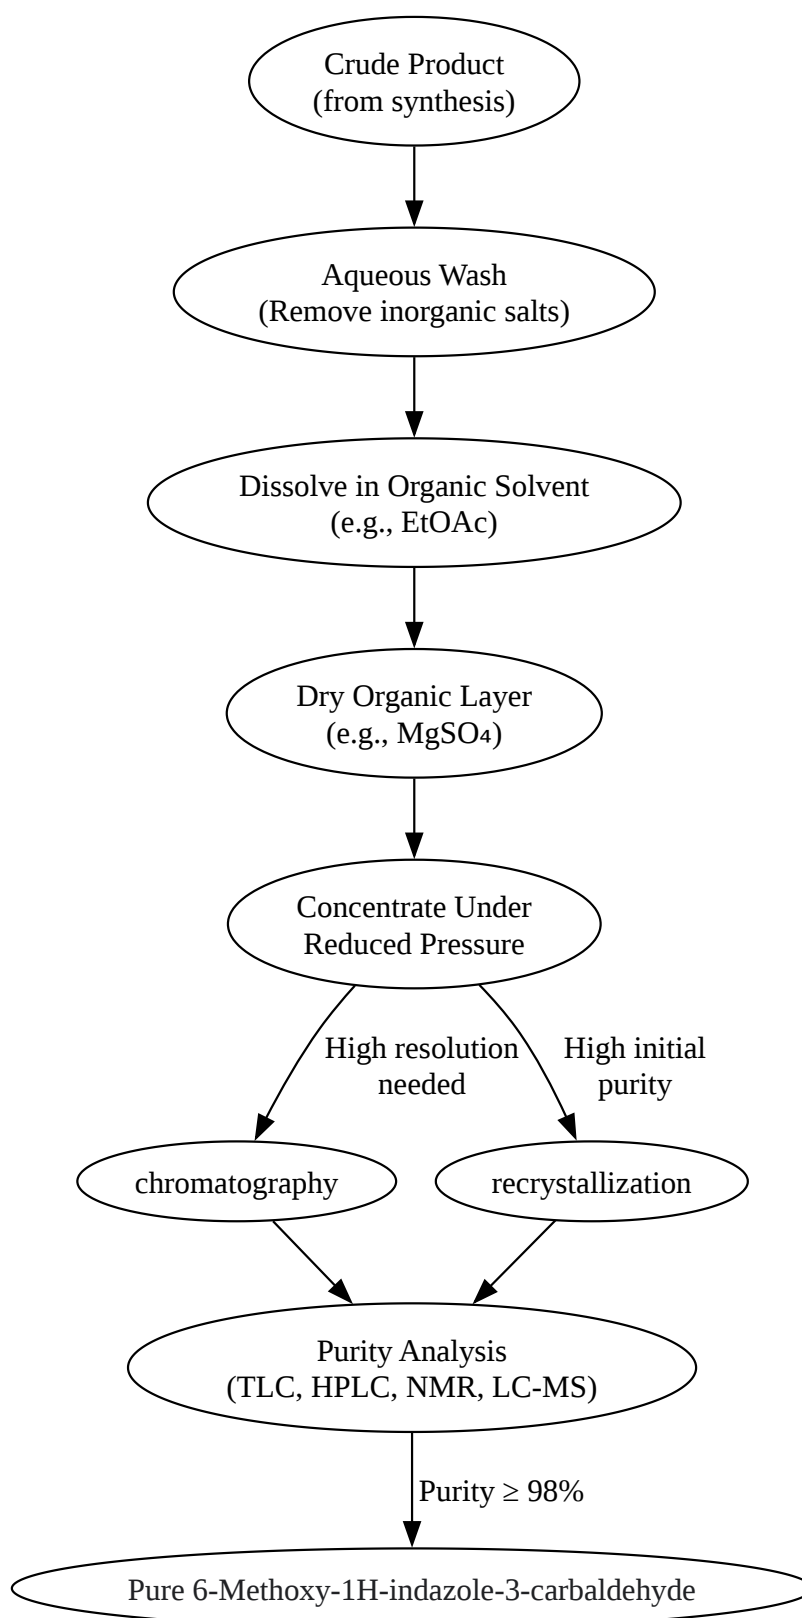 Crude Product
(from synthesis)
Aqueous Wash
(Remove inorganic salts)
Dissolve in Organic Solvent
(e.g., EtOAc)
Dry Organic Layer
(e.g., MgSO₄)
Concentrate Under
Reduced Pressure
High resolution
needed
High initial
purity
chromatography
recrystallization
Purity Analysis
(TLC, HPLC, NMR, LC-MS)
Purity ≥ 98%
Pure 6-Methoxy-1H-indazole-3-carbaldehyde